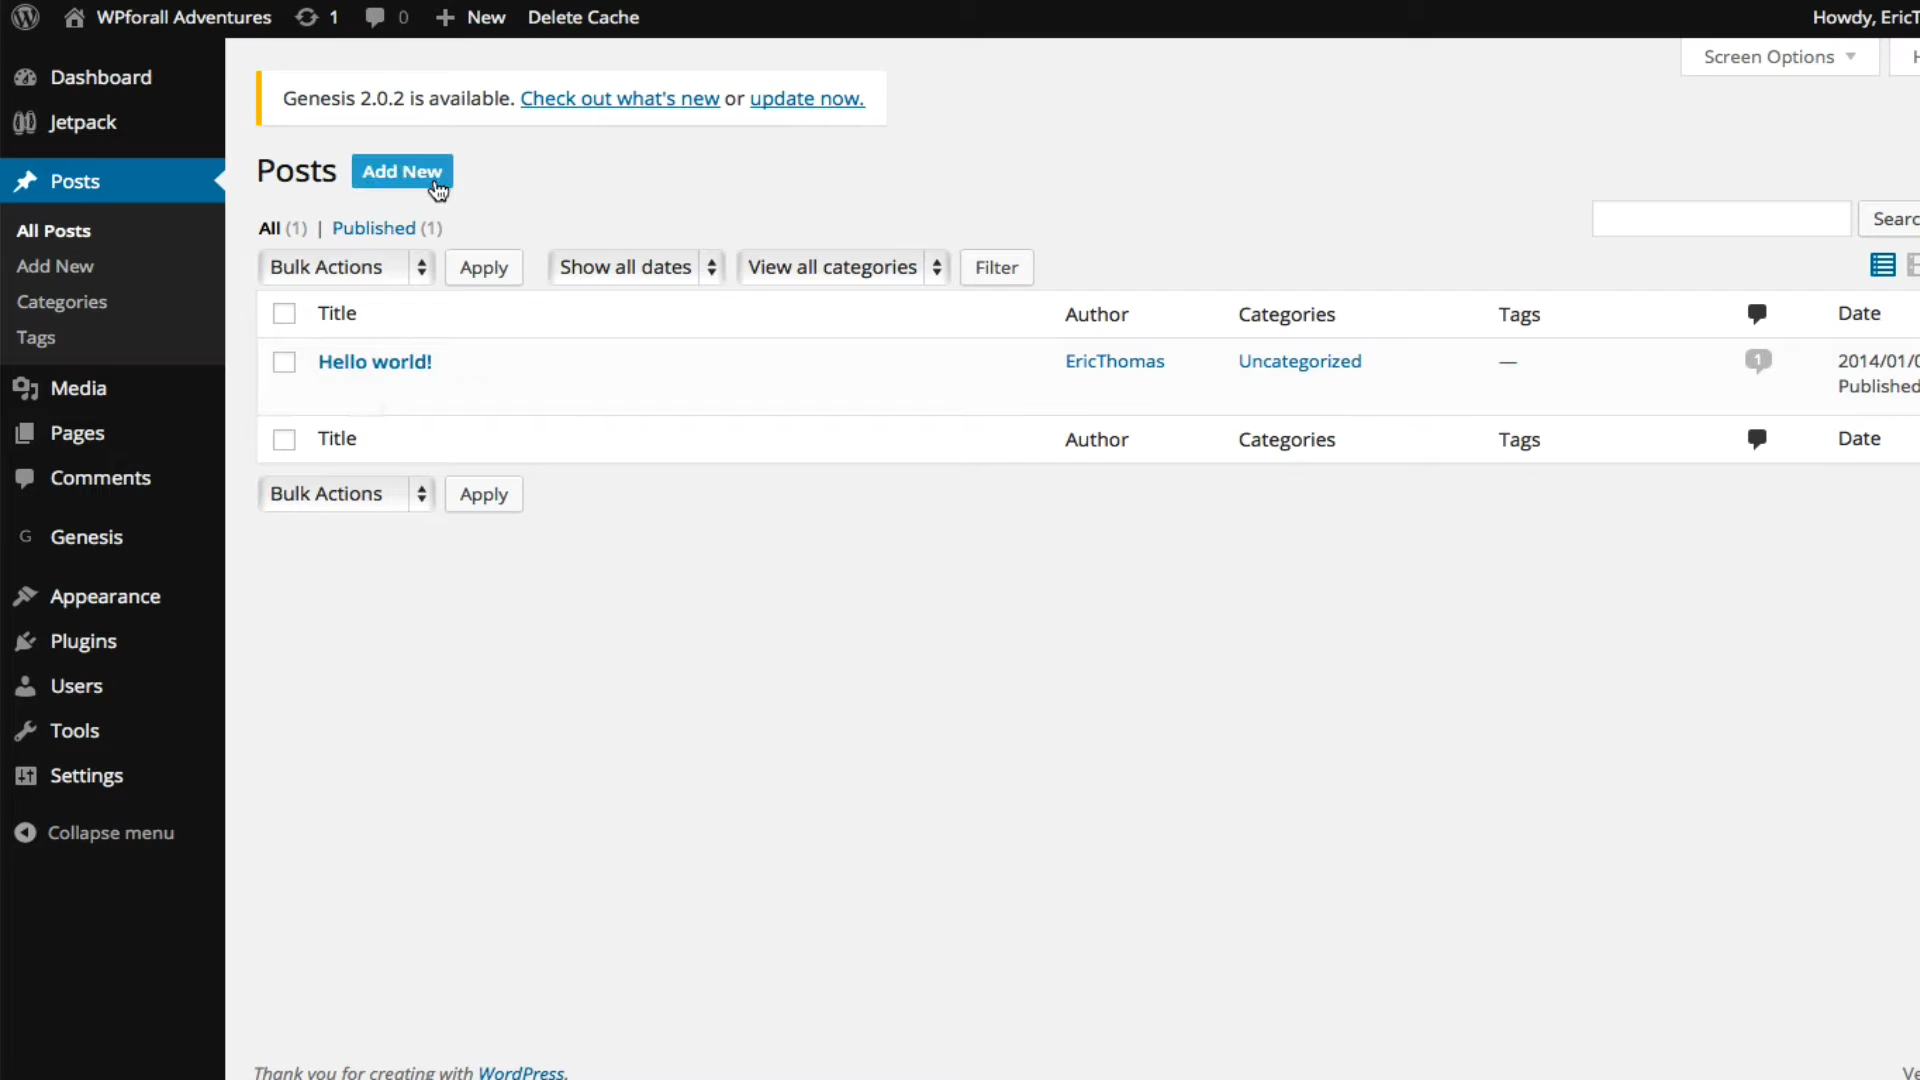 WPforall Adventures 1 0 New Delete Cache Howdy, EricT
Screen Options
Dashboard
Jetpack
Posts
All Posts
Add New
Categories
Tags
Media
Pages
Comments
G Genesis
Appearance
Plugins
Users
Tools
Settings
Collapse menu
Genesis 2.0.2 is available. Check out what's new or update now.
Posts Add New
All (1) | Published (1)
Searc
Bulk Actions Apply Show all dates View all categories Filter
Title Author Categories Tags Date
Hello world! EricThomas Uncategorized — 1 2014/01/0
Published
Title Author Categories Tags Date
Bulk Actions Apply
Thank you for creating with WordPress.